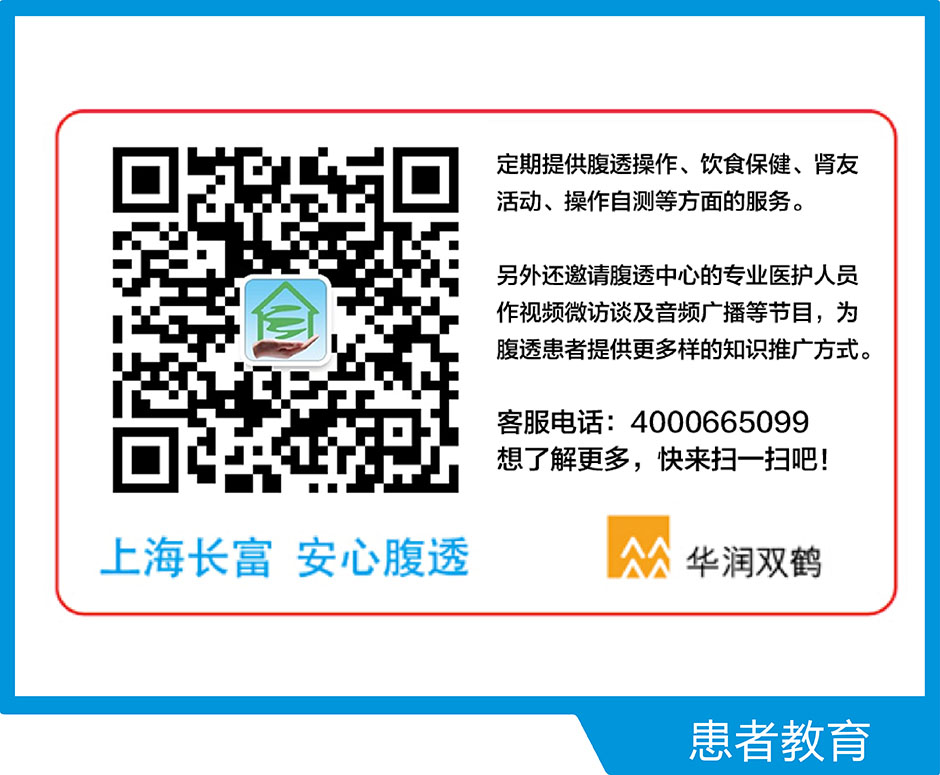 定期提供腹透操作、饮食保健、肾友
活动、操作自测等方面的服务。
另外还邀请腹透中心的专业医护人员
作视频微访谈及音频广播等节目，为
腹透患者提供更多样的知识推广方式。
客服电话：4000665099
想了解更多，快来扫一扫吧！
上海长富 安心腹透
华润双鹤
患者教育